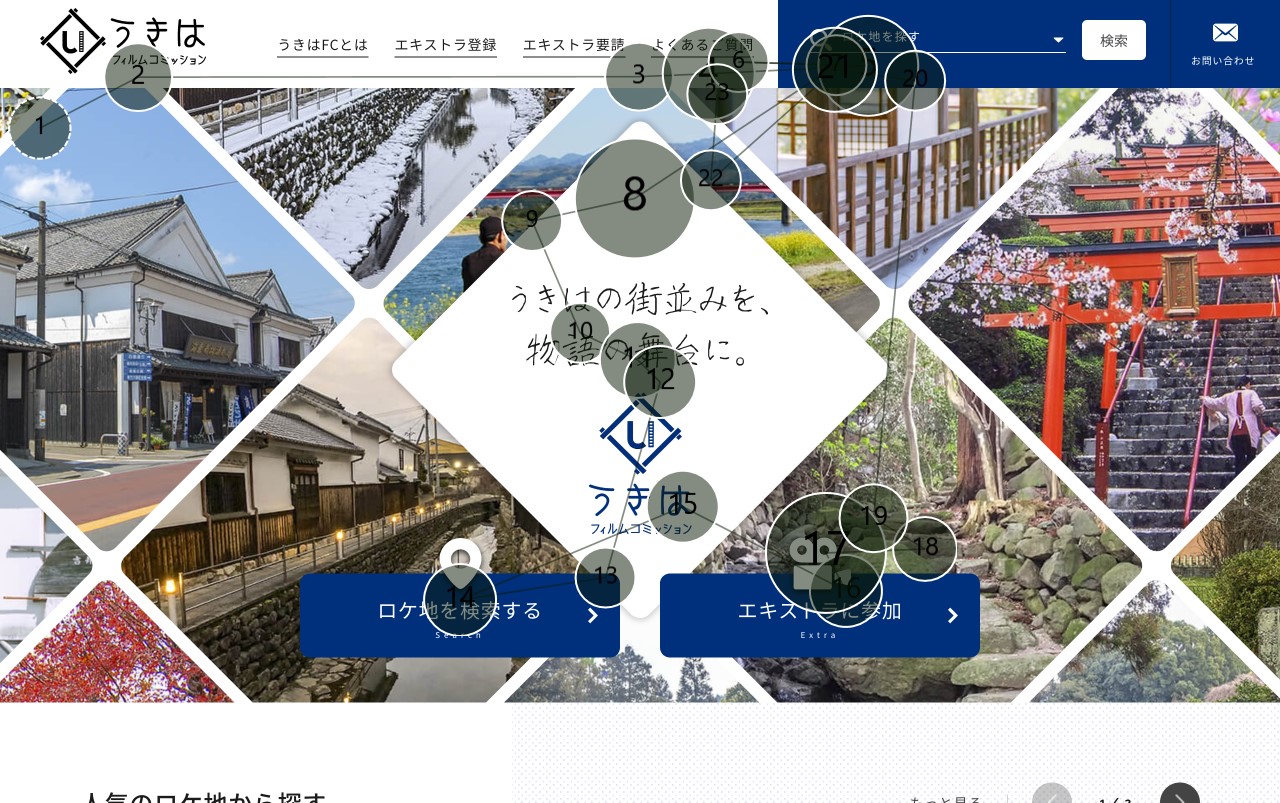 うきは
フィルムコミッション
うきはFCとは
エキストラ登録
エキストラ要請
よくあるご質問
ロケ地を探す
検索
お問い合わせ
うきはの街並みを、
物語の舞台に。
うきは
フィルムコミッション
ロケ地を検索する
Search
エキストラに参加
Extra
人気のロケ地から探す
もっと見る
1
2
3
6
8
9
10
12
13
14
15
16
17
18
19
20
21
22
23